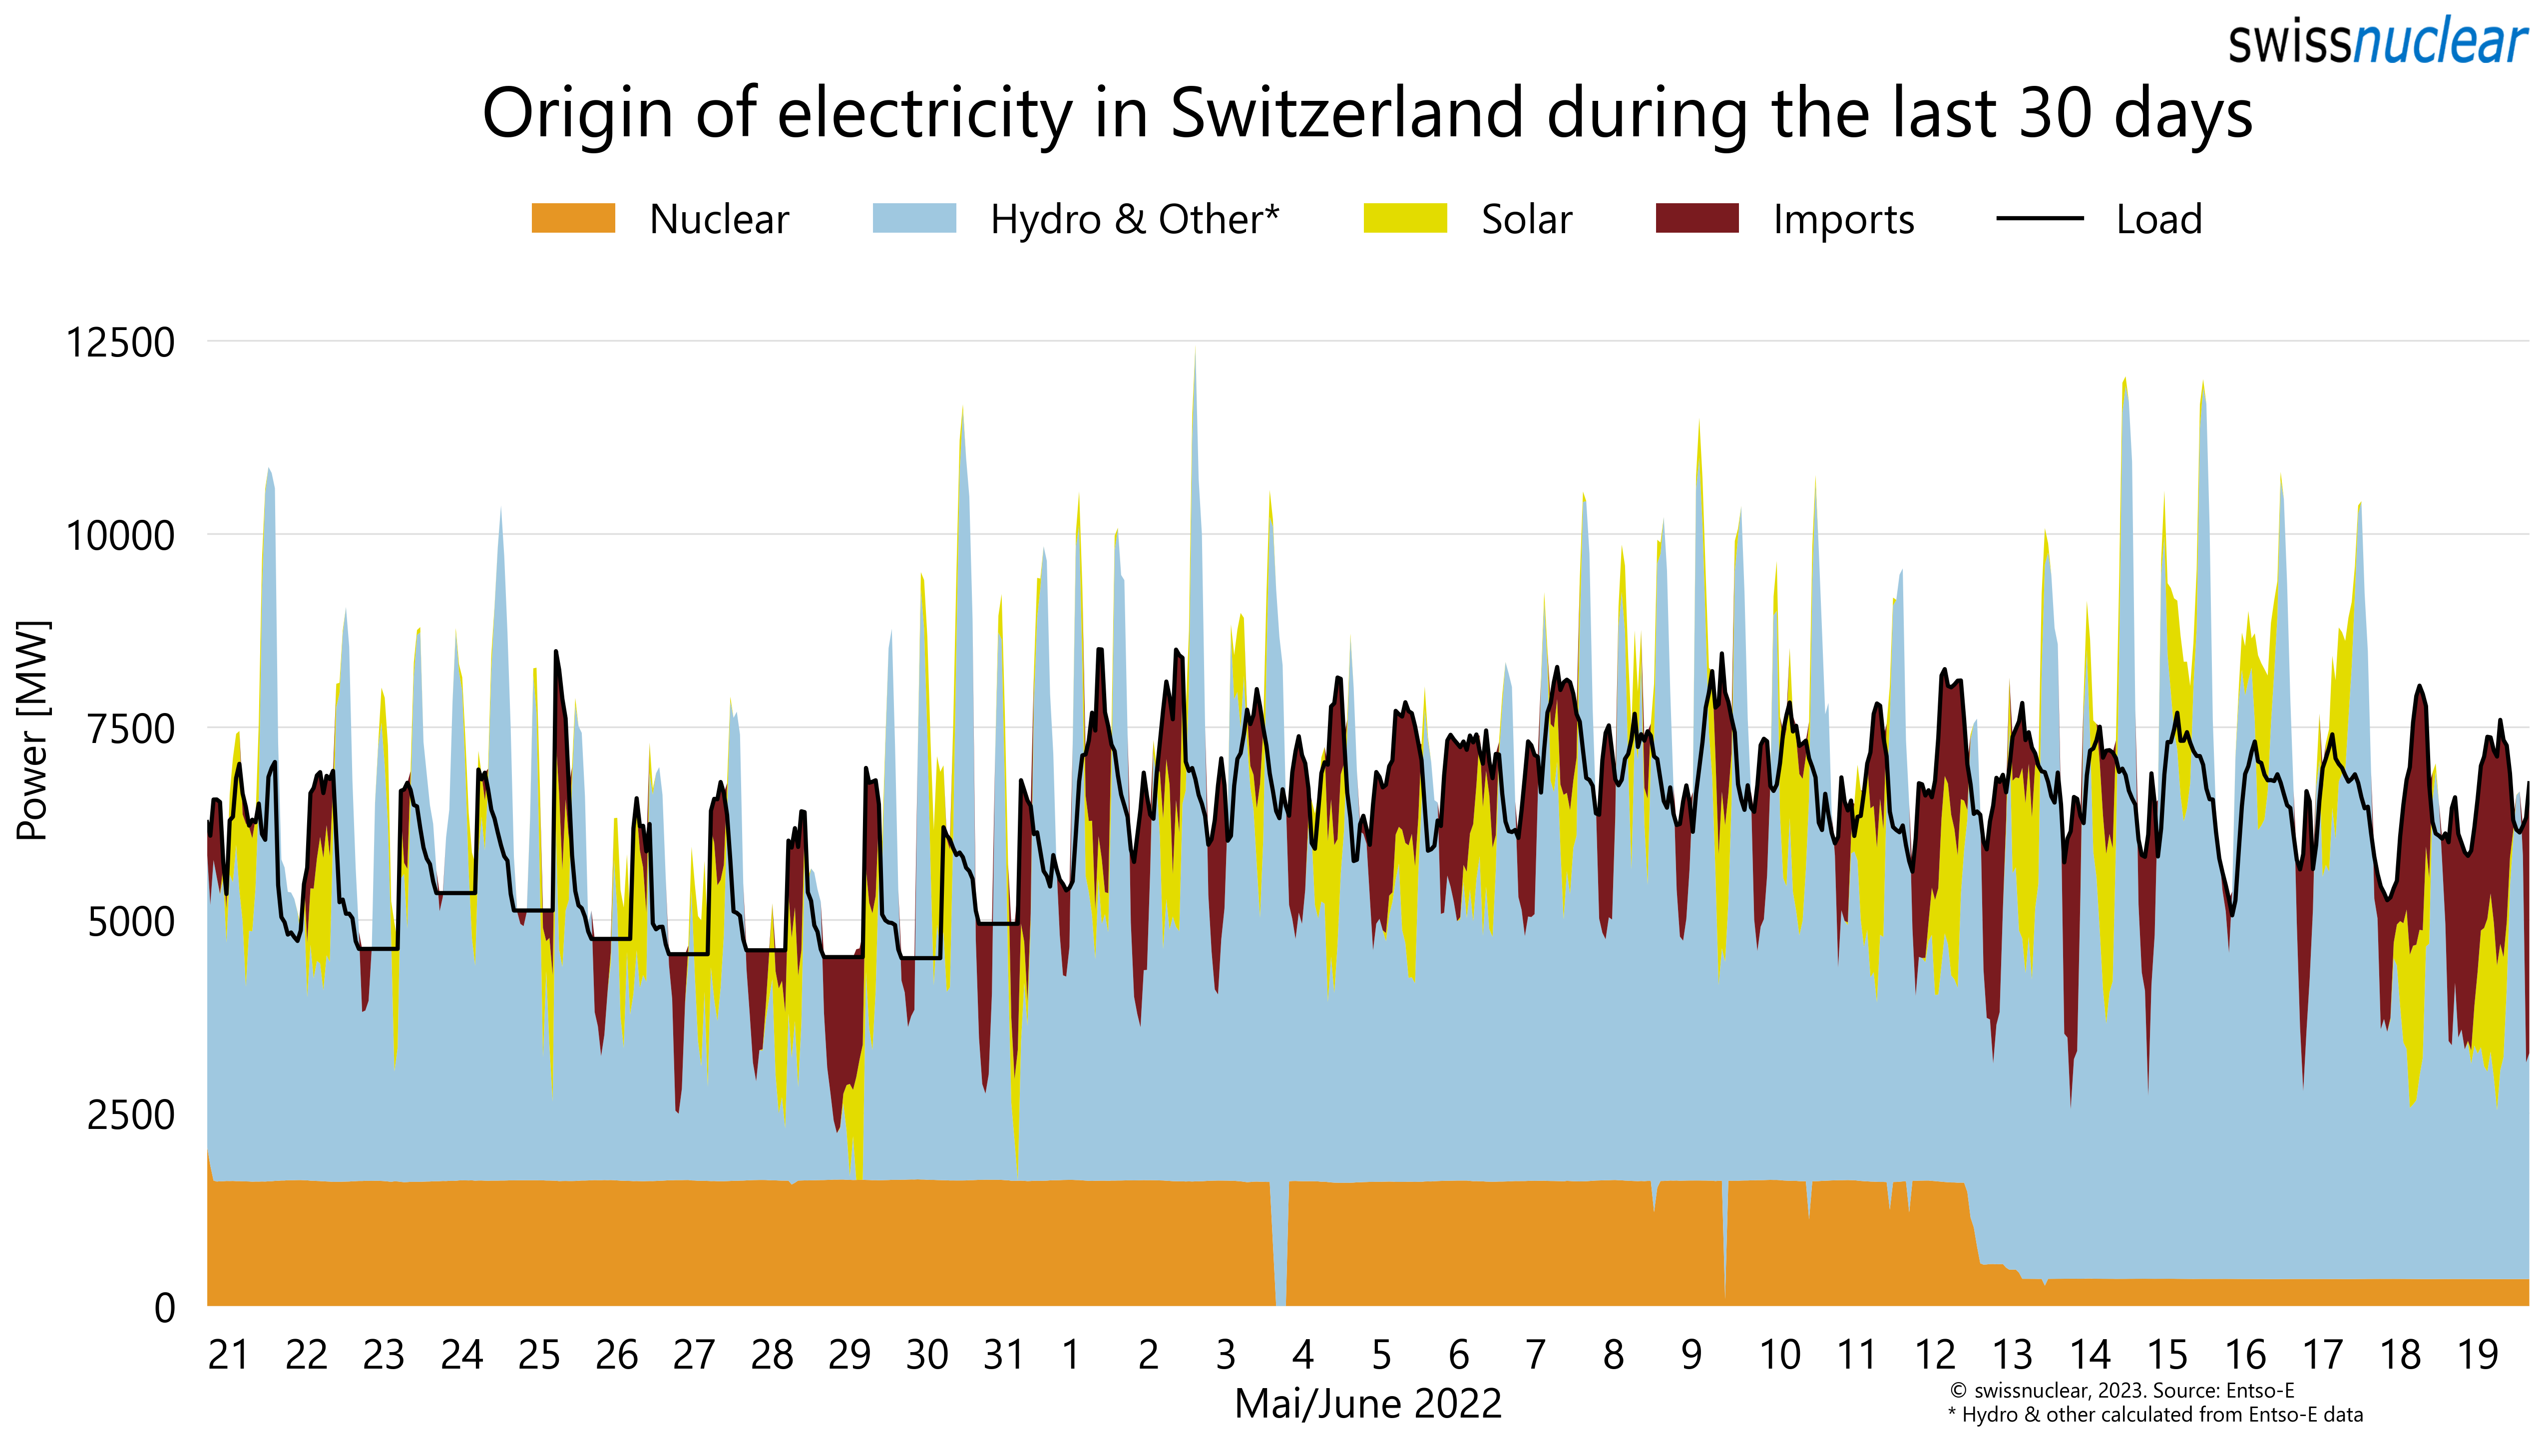 swissnuclear
Origin of electricity in Switzerland during the last 30 days
Nuclear Hydro & Other* Solar Imports Load
Power [MW]
12500
10000
7500
5000
2500
0
21 22 23 24 25 26 27 28 29 30 31 1 2 3 4 5 6 7 8 9 10 11 12 13 14 15 16 17 18 19
Mai/June 2022
© swissnuclear, 2023. Source: Entso-E
* Hydro & other calculated from Entso-E data